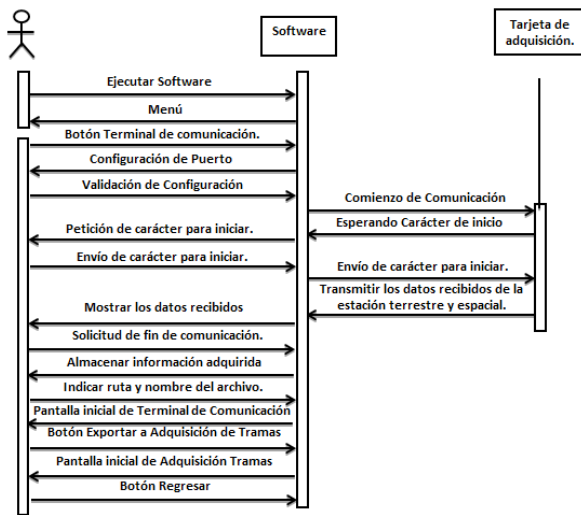 Software
Tarjeta de
adquisición.
Ejecutar Software
Menú
Botón Terminal de comunicación.
Configuración de Puerto
Validación de Configuración
Comienzo de Comunicación
Esperando Carácter de inicio
Petición de carácter para iniciar.
Envío de carácter para iniciar.
Envío de carácter para iniciar.
Transmitir los datos recibidos de la
estación terrestre y espacial.
Mostrar los datos recibidos
Solicitud de fin de comunicación.
Almacenar información adquirida
Indicar ruta y nombre del archivo.
Pantalla inicial de Terminal de Comunicación
Botón Exportar a Adquisición de Tramas
Pantalla inicial de Adquisición Tramas
Botón Regresar